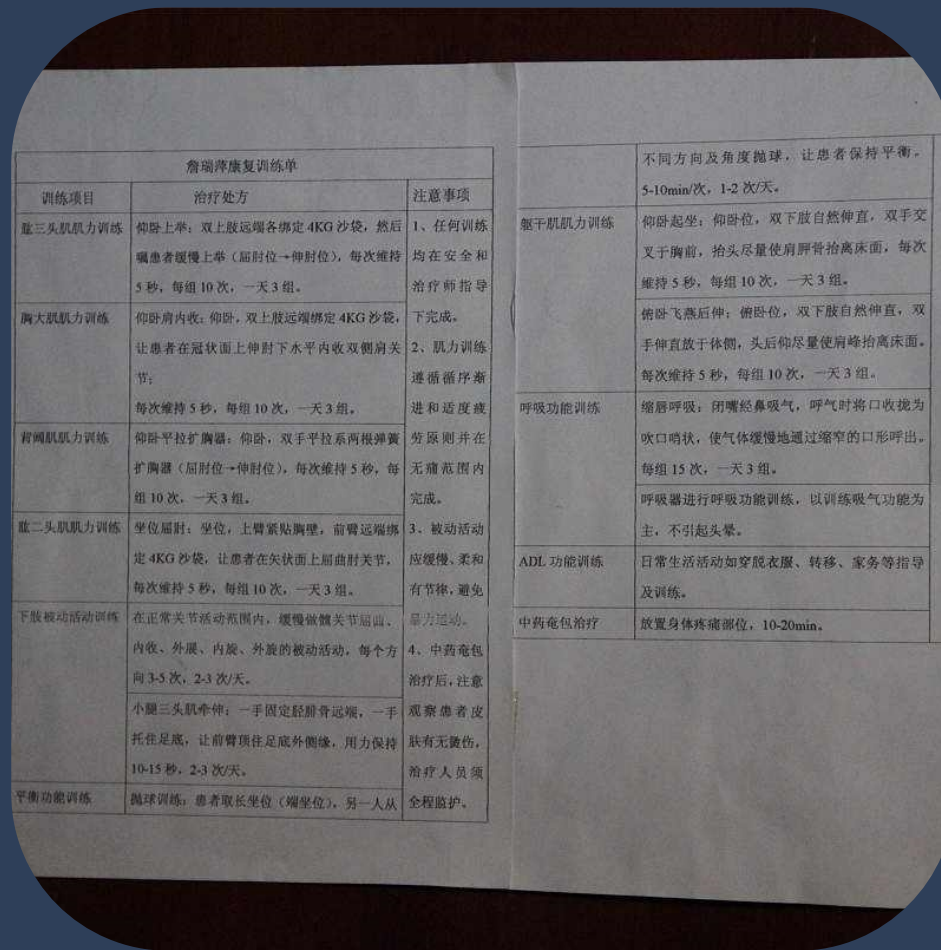 詹瑞萍康复训练单
训练项目 治疗处方 注意事项
肱三头肌肌力训练
仰卧上举：双上肢远端各绑定 4KG 沙袋，然后
嘱患者缓慢上举（屈肘位→伸肘位），每次维持
5 秒，每组 10 次，一天 3 组。
胸大肌肌力训练
仰卧肩内收：仰卧，双上肢远端绑定 4KG 沙袋，
让患者在冠状面上伸肘下水平内收双侧肩关
节；
每次维持 5 秒，每组 10 次，一天 3 组。
背阔肌肌力训练
仰卧平拉扩胸器：仰卧，双手平拉系两根弹簧
扩胸器（屈肘位→伸肘位），每次维持 5 秒，每
组 10 次，一天 3 组。
肱二头肌肌力训练
坐位屈肘：坐位，上臂紧贴胸壁，前臂远端绑
定 4KG 沙袋，让患者在矢状面上屈曲肘关节，
每次维持 5 秒，每组 10 次，一天 3 组。
下肢被动活动训练
在正常关节活动范围内，缓慢做髋关节屈曲、
内收、外展、内旋、外旋的被动活动，每个方
向 3-5 次，2-3 次/天。
小腿三头肌牵伸：一手固定胫腓骨远端，一手
托住足底，让前臂顶住足底外侧缘，用力保持
10-15 秒，2-3 次/天。
平衡功能训练
抛球训练：患者取长坐位（端坐位），另一人从
1、任何训练
均在安全和
治疗师指导
下完成。
2、肌力训练
遵循循序渐
进和适度疲
劳原则并在
无痛范围内
完成。
3、被动活动
应缓慢、柔和
有节律，避免
暴力运动。
4、中药奄包
治疗后，注意
观察患者皮
肤有无烫伤，
治疗人员须
全程监护。
不同方向及角度抛球，让患者保持平衡。
5-10min/次，1-2 次/天。
躯干肌肌力训练
仰卧起坐：仰卧位，双下肢自然伸直，双手交
叉于胸前，抬头尽量使肩胛骨抬离床面，每次
维持 5 秒，每组 10 次，一天 3 组。
俯卧飞燕后伸：俯卧位，双下肢自然伸直，双
手伸直放于体侧，头后仰尽量使肩峰抬离床面。
每次维持 5 秒，每组 10 次，一天 3 组。
呼吸功能训练
缩唇呼吸：闭嘴经鼻吸气，呼气时将口收拢为
吹口哨状，使气体缓慢地通过缩窄的口形呼出。
每组 15 次，一天 3 组。
呼吸器进行呼吸功能训练，以训练吸气功能为
主，不引起头晕。
ADL 功能训练
日常生活活动如穿脱衣服、转移、家务等指导
及训练。
中药奄包治疗
放置身体疼痛部位，10-20min。